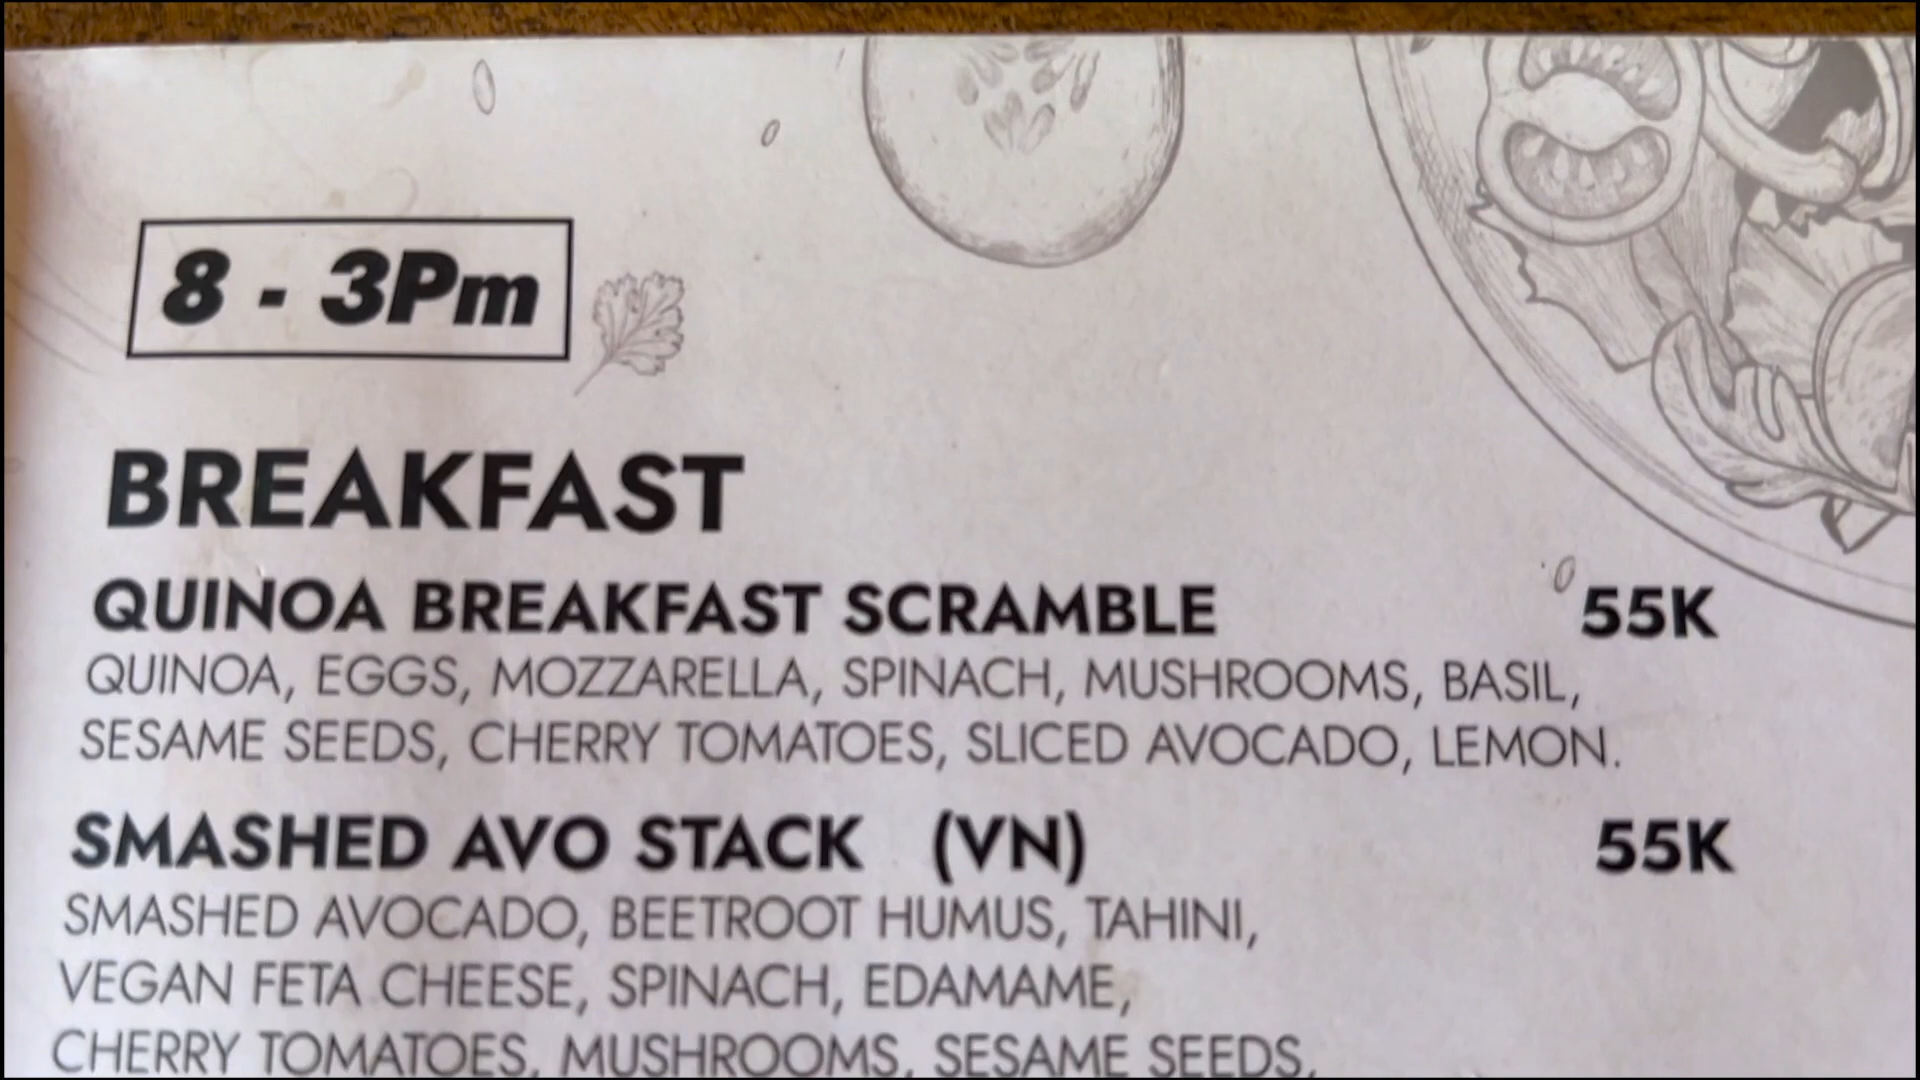 8 - 3Pm
BREAKFAST
QUINOA BREAKFAST SCRAMBLE 55K
QUINOA, EGGS, MOZZARELLA, SPINACH, MUSHROOMS, BASIL,
SESAME SEEDS, CHERRY TOMATOES, SLICED AVOCADO, LEMON.
SMASHED AVO STACK (VN) 55K
SMASHED AVOCADO, BEETROOT HUMUS, TAHINI,
VEGAN FETA CHEESE, SPINACH, EDAMAME,
CHERRY TOMATOES, MUSHROOMS, SESAME SEEDS,